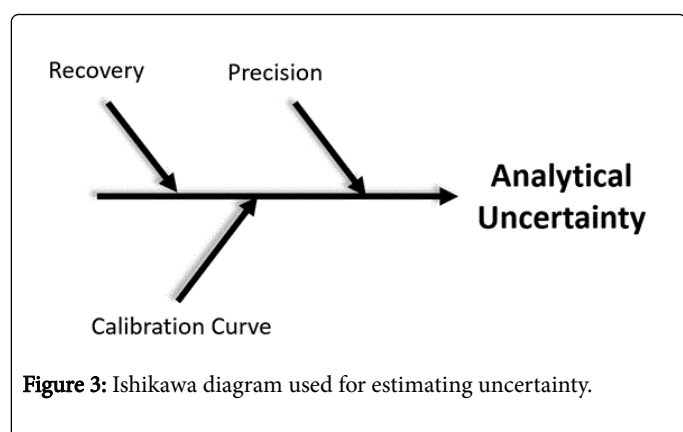 Recovery
Precision
Analytical
Uncertainty
Calibration Curve
Figure 3: Ishikawa diagram used for estimating uncertainty.